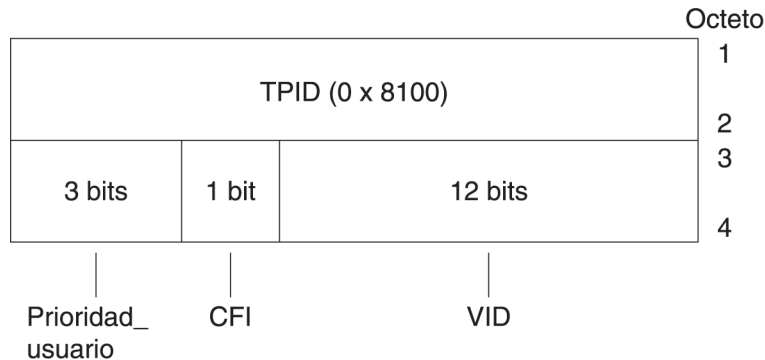 Octeto
1
TPID (0 x 8100)
2
3
3 bits
1 bit
12 bits
4
Prioridad_
usuario
CFI
VID